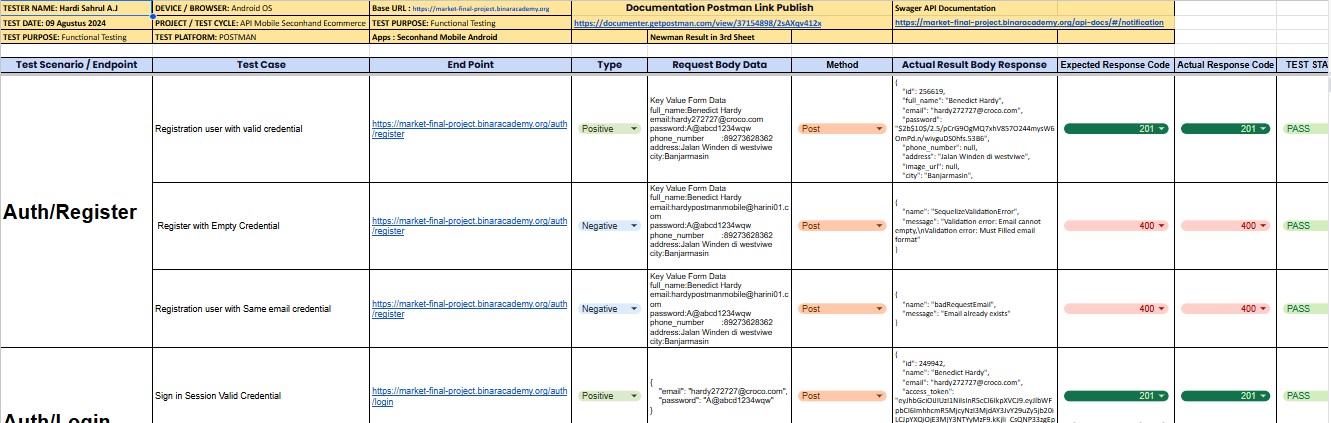 TESTER NAME: Hardi Sahrul A.J
DEVICE / BROWSER: Android OS
Base URL : https://market-final-project.binaracademy.org
Documentation Postman Link Publish
Swager API Documentation
TEST DATE: 09 Agustus 2024
PROJECT / TEST CYCLE: API Mobile Seconhand Ecommerce
TEST PURPOSE: Functional Testing
https://documenter.getpostman.com/view/37154898/2sAXqv412x
https://market-final-project.binaracademy.org/api-docs/#/notification
TEST PURPOSE: Functional Testing
TEST PLATFORM: POSTMAN
Apps : Seconhand Mobile Android
Newman Result in 3rd Sheet
Test Scenario / Endpoint
Test Case
End Point
Type
Request Body Data
Method
Actual Result Body Response
Expected Response Code
Actual Response Code
TEST STA
Auth/Register
Registration user with valid credential
https://market-final-project.binaracademy.org/auth
/register
Positive
Key Value Form Data
full_name:Benedict Hardy
email:hardy272727@croco.com
password:A@abcd1234wqw
phone_number :89273628362
address:Jalan Winden di westviwe
city:Banjarmasin
Post
{
"id": 256619,
"full_name": "Benedict Hardy",
"email": "hardy272727@croco.com",
"password":
"phone_number": null,
"address": "Jalan Winden di westviwe",
"image_url": null,
"city": "Banjarmasin",
201
201
PASS
Register with Empty Credential
https://market-final-project.binaracademy.org/auth
/register
Negative
Key Value Form Data
full_name:Benedict Hardy
email:hardypostmanmobile@harini01.c
om
password:A@abcd1234wqw
phone_number :89273628362
address:Jalan Winden di westviwe
city:Banjarmasin
Post
{
"name": "SequelizeValidationError",
"message": "Validation error: Email cannot
empty,\nValidation error: Must Filled email
format"
}
400
400
PASS
Registration user with Same email credential
https://market-final-project.binaracademy.org/auth
/register
Negative
Key Value Form Data
full_name:Benedict Hardy
email:hardypostmanmobile@harini01.c
om
password:A@abcd1234wqw
phone_number :89273628362
address:Jalan Winden di westviwe
city:Banjarmasin
Post
{
"name": "badRequestEmail",
"message": "Email already exists"
}
400
400
PASS
Auth/Login
Sign in Session Valid Credential
https://market-final-project.binaracademy.org/auth
/login
Positive
{
"email": "hardy272727@croco.com",
"password": "A@abcd1234wqw"
}
Post
{
"id": 249942,
"name": "Benedict Hardy",
"email": "hardy272727@croco.com",
"access_token":
201
201
PASS